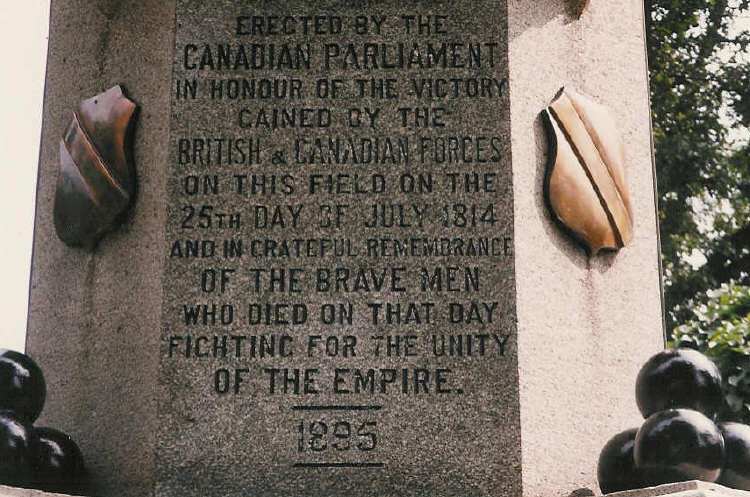 ERECTED BY THE
CANADIAN PARLIAMENT
IN HONOUR OF THE VICTORY
GAINED BY THE
BRITISH & CANADIAN FORCES
ON THIS FIELD ON THE
25TH DAY OF JULY 1814
AND IN GRATEFUL REMEMBRANCE
OF THE BRAVE MEN
WHO DIED ON THAT DAY
FIGHTING FOR THE UNITY
OF THE EMPIRE.
1895